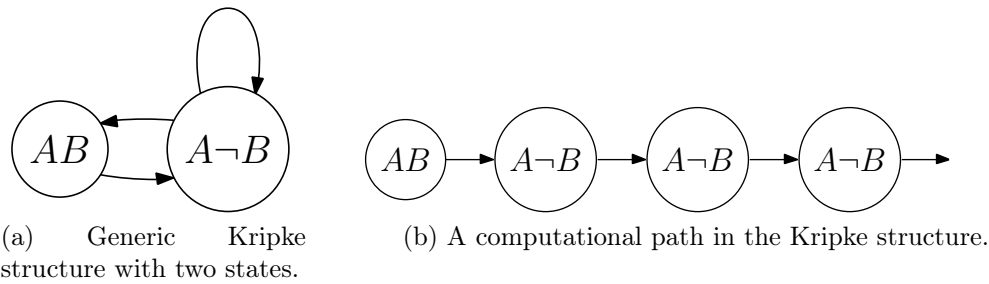 AB
A¬B
(a) Generic Kripke
structure with two states.
AB
A¬B
A¬B
A¬B
(b) A computational path in the Kripke structure.